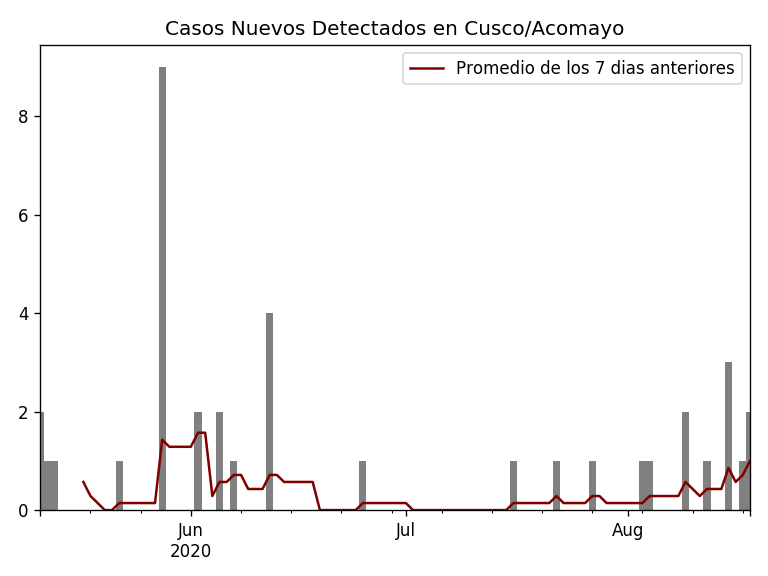 Casos Nuevos Detectados en Cusco/Acomayo
Promedio de los 7 dias anteriores
8
6
4
2
0
Jun
2020
Jul
Aug